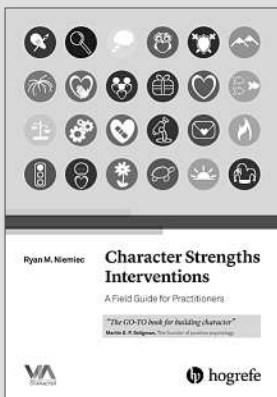 Ryan M. Niemiec
Character Strengths
Interventions
A Field Guide for Practitioners
"The GO-TO book for building character"
Martin E. P. Seligman, The founder of positive psychology
VIA
hogrefe